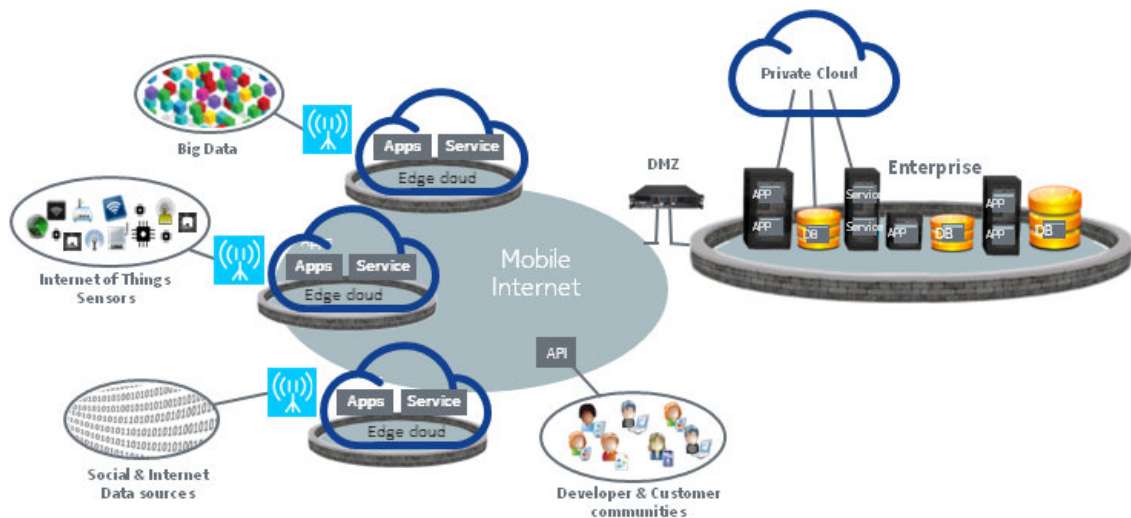 Private Cloud
Big Data
Apps Service
Edge cloud
DMZ
Enterprise
APP
APP
DB
Service
Service
APP
DB
APP
APP
DB
Internet of Things
Sensors
Apps Service
Edge cloud
Mobile
Internet
API
Apps Service
Edge cloud
Social & Internet
Data sources
Developer & Customer
communities